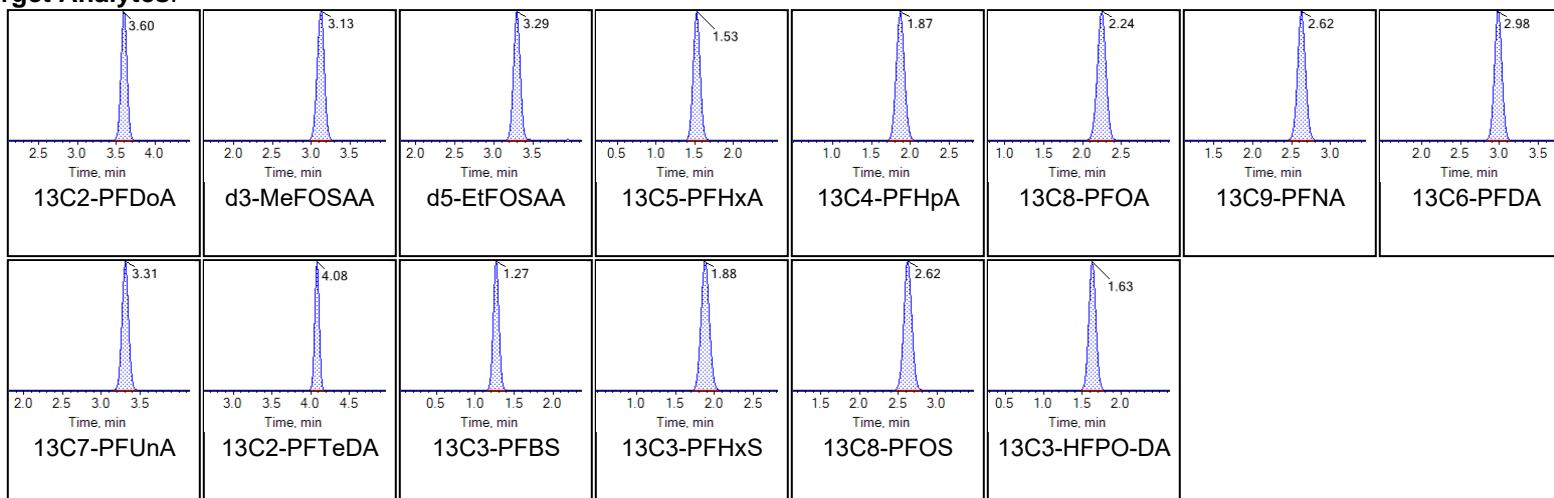 rget Analytes:
3.60 3.13 3.29 1.53 1.87 2.24 2.62 2.98
2.5 3.0 3.5 4.0 2.0 2.5 3.0 3.5 2.0 2.5 3.0 3.5 0.5 1.0 1.5 2.0 1.0 1.5 2.0 2.5 1.0 1.5 2.0 2.5 1.5 2.0 2.5 3.0 2.0 2.5 3.0 3.5
Time, min Time, min Time, min Time, min Time, min Time, min Time, min Time, min
13C2-PFDoA d3-MeFOSAA d5-EtFOSAA 13C5-PFHxA 13C4-PFHpA 13C8-PFOA 13C9-PFNA 13C6-PFDA
3.31 4.08 1.27 1.88 2.62 1.63
2.0 2.5 3.0 3.5 3.0 3.5 4.0 4.5 0.5 1.0 1.5 2.0 1.0 1.5 2.0 2.5 1.5 2.0 2.5 3.0 0.5 1.0 1.5 2.0
Time, min Time, min Time, min Time, min Time, min Time, min
13C7-PFUnA 13C2-PFTeDA 13C3-PFBS 13C3-PFHxS 13C8-PFOS 13C3-HFPO-DA